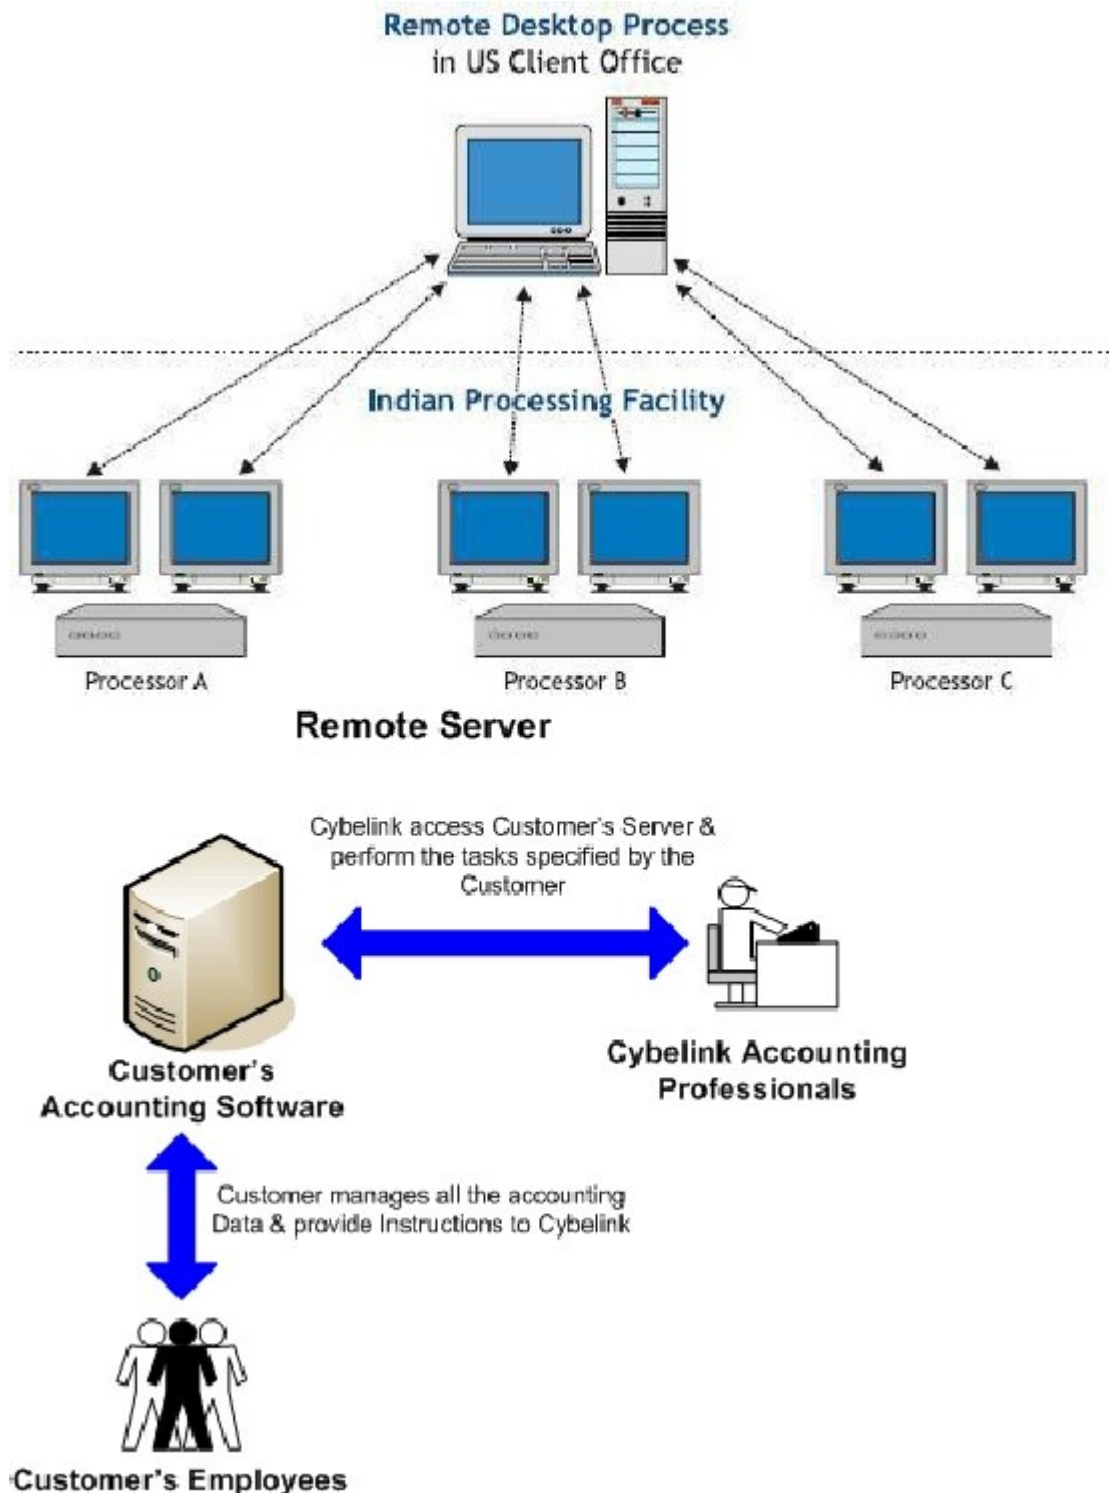 Remote Desktop Process
in US Client Office
Indian Processing Facility
Processor A
Processor B
Processor C
Remote Server
Cybelink access Customer's Server &
perform the tasks specified by the
Customer
Cybelink Accounting
Professionals
Customer's
Accounting Software
Customer manages all the accounting
Data & provide Instructions to Cybelink
Customer's Employees